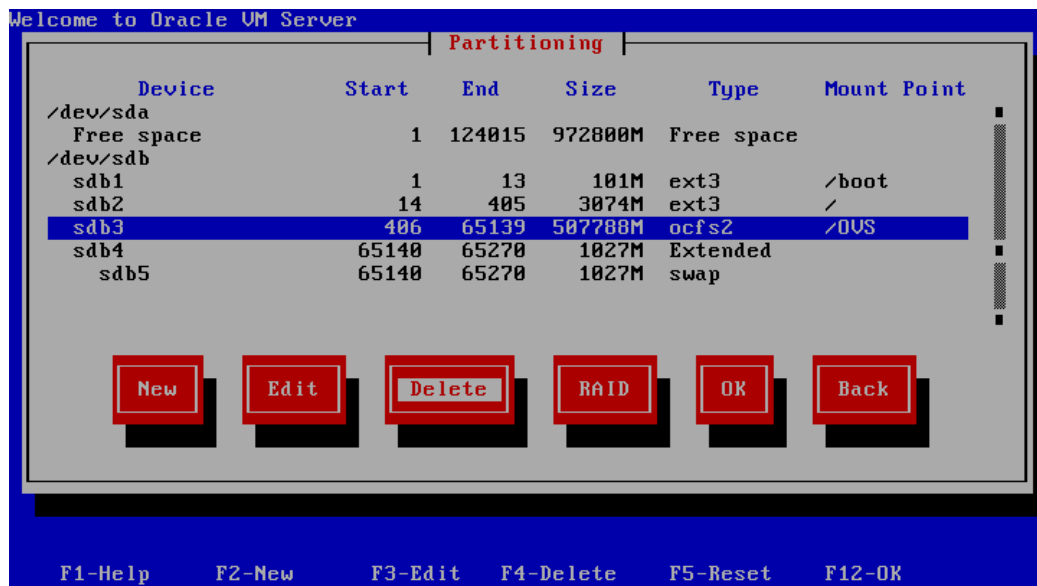 Welcome to Oracle VM Server
Partitioning
Device Start End Size Type Mount Point
/dev/sda
Free space 1 124015 972800M Free space
/dev/sdb
sdb1 1 13 101M ext3 /boot
sdb2 14 405 3074M ext3 /
sdb3 406 65139 507788M ocfs2 /OVS
sdb4 65140 65270 1027M Extended
sdb5 65140 65270 1027M swap
New Edit Delete RAID OK Back
F1-Help F2-New F3-Edit F4-Delete F5-Reset F12-OK